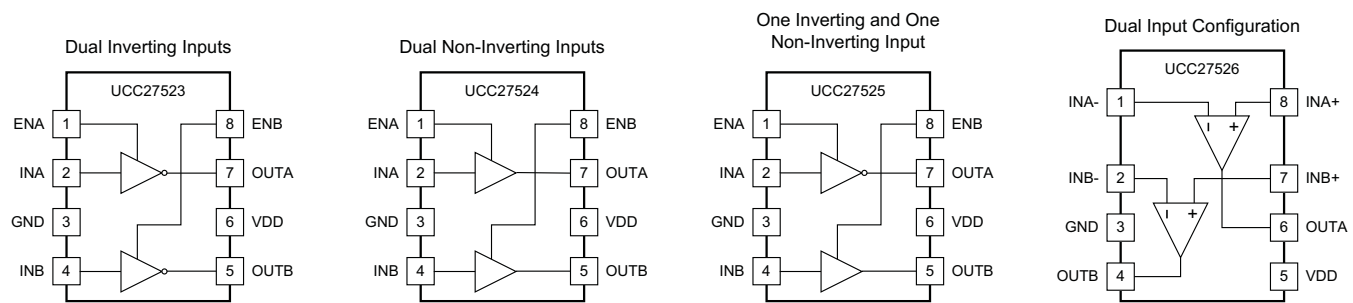 Dual Inverting Inputs
UCC27523
ENA 1
8 ENB
INA 2
7 OUTA
GND 3
6 VDD
INB 4
5 OUTB
Dual Non-Inverting Inputs
UCC27524
ENA 1
8 ENB
INA 2
7 OUTA
GND 3
6 VDD
INB 4
5 OUTB
One Inverting and One
Non-Inverting Input
UCC27525
ENA 1
8 ENB
INA 2
7 OUTA
GND 3
6 VDD
INB 4
5 OUTB
Dual Input Configuration
UCC27526
INA- 1
8 INA+
- +
INB- 2
7 INB+
- +
GND 3
6 OUTA
OUTB 4
5 VDD